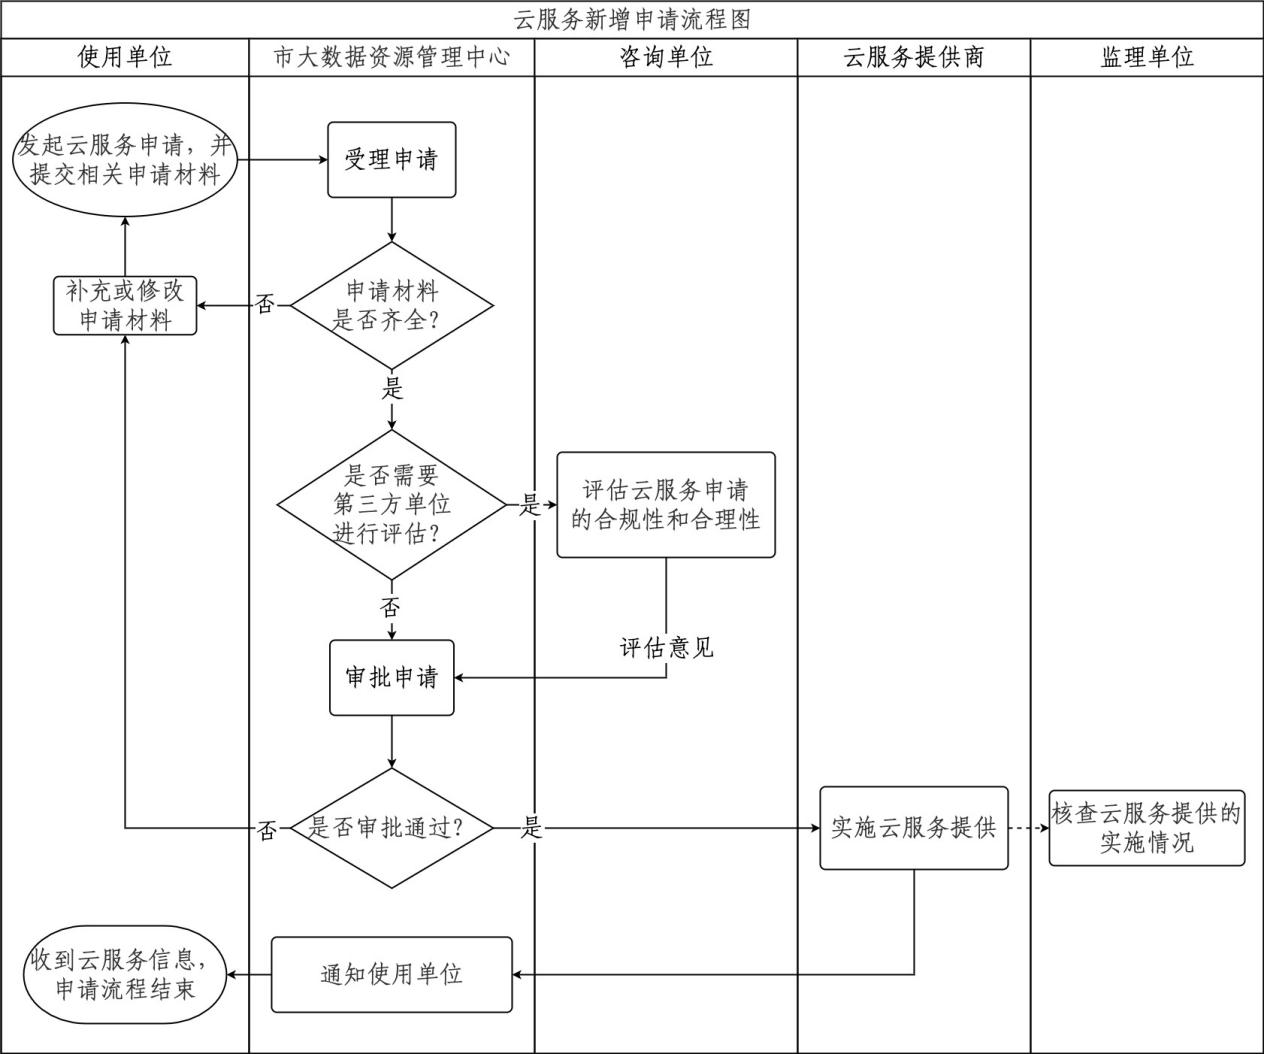 云服务新增申请流程图
使用单位
市大数据资源管理中心
咨询单位
云服务提供商
监理单位
发起云服务申请，并
提交相关申请材料
受理申请
补充或修改
申请材料
否
申请材料
是否齐全？
是
是否需要
第三方单位
进行评估？
是
评估云服务申请
的合规性和合理性
否
评估意见
审批申请
否
是否审批通过？
是
实施云服务提供
核查云服务提供的
实施情况
收到云服务信息，
申请流程结束
通知使用单位